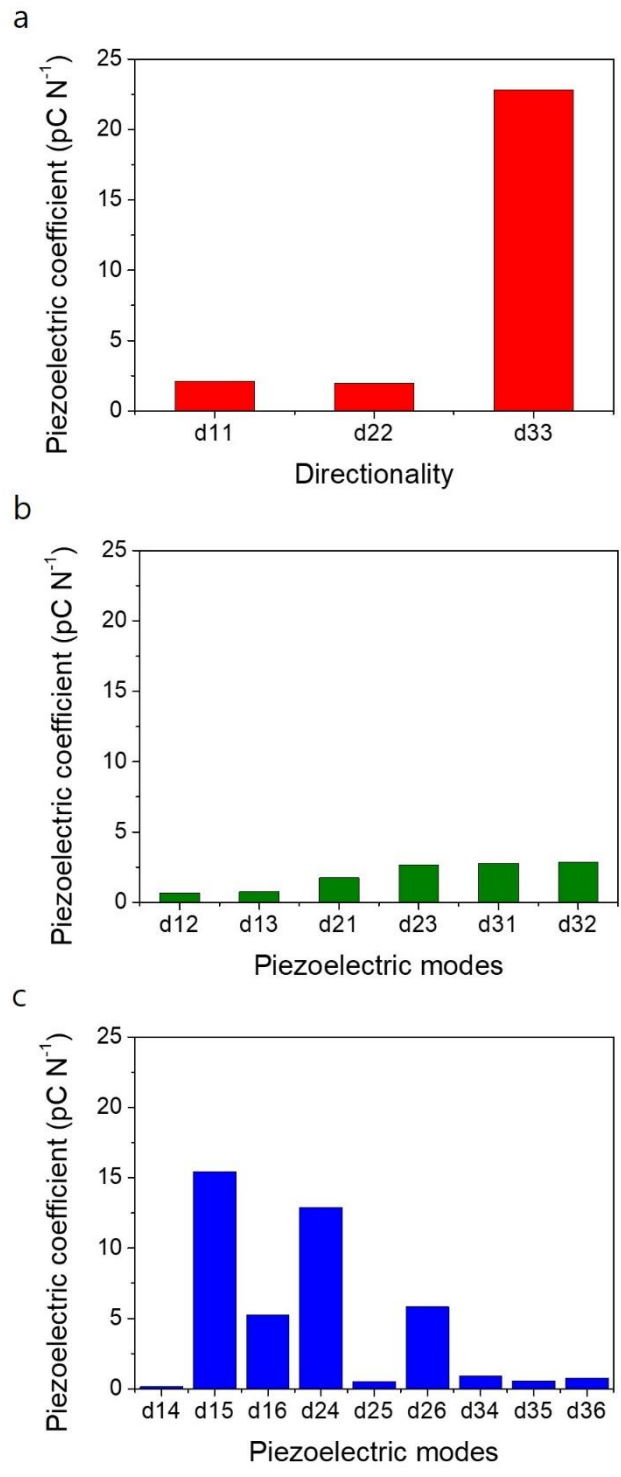 a
Piezoelectric coefficient (pC N⁻¹)
25
20
15
10
5
0
d11 d22 d33
Directionality
b
Piezoelectric coefficient (pC N⁻¹)
25
20
15
10
5
0
d12 d13 d21 d23 d31 d32
Piezoelectric modes
c
Piezoelectric coefficient (pC N⁻¹)
25
20
15
10
5
0
d14 d15 d16 d24 d25 d26 d34 d35 d36
Piezoelectric modes